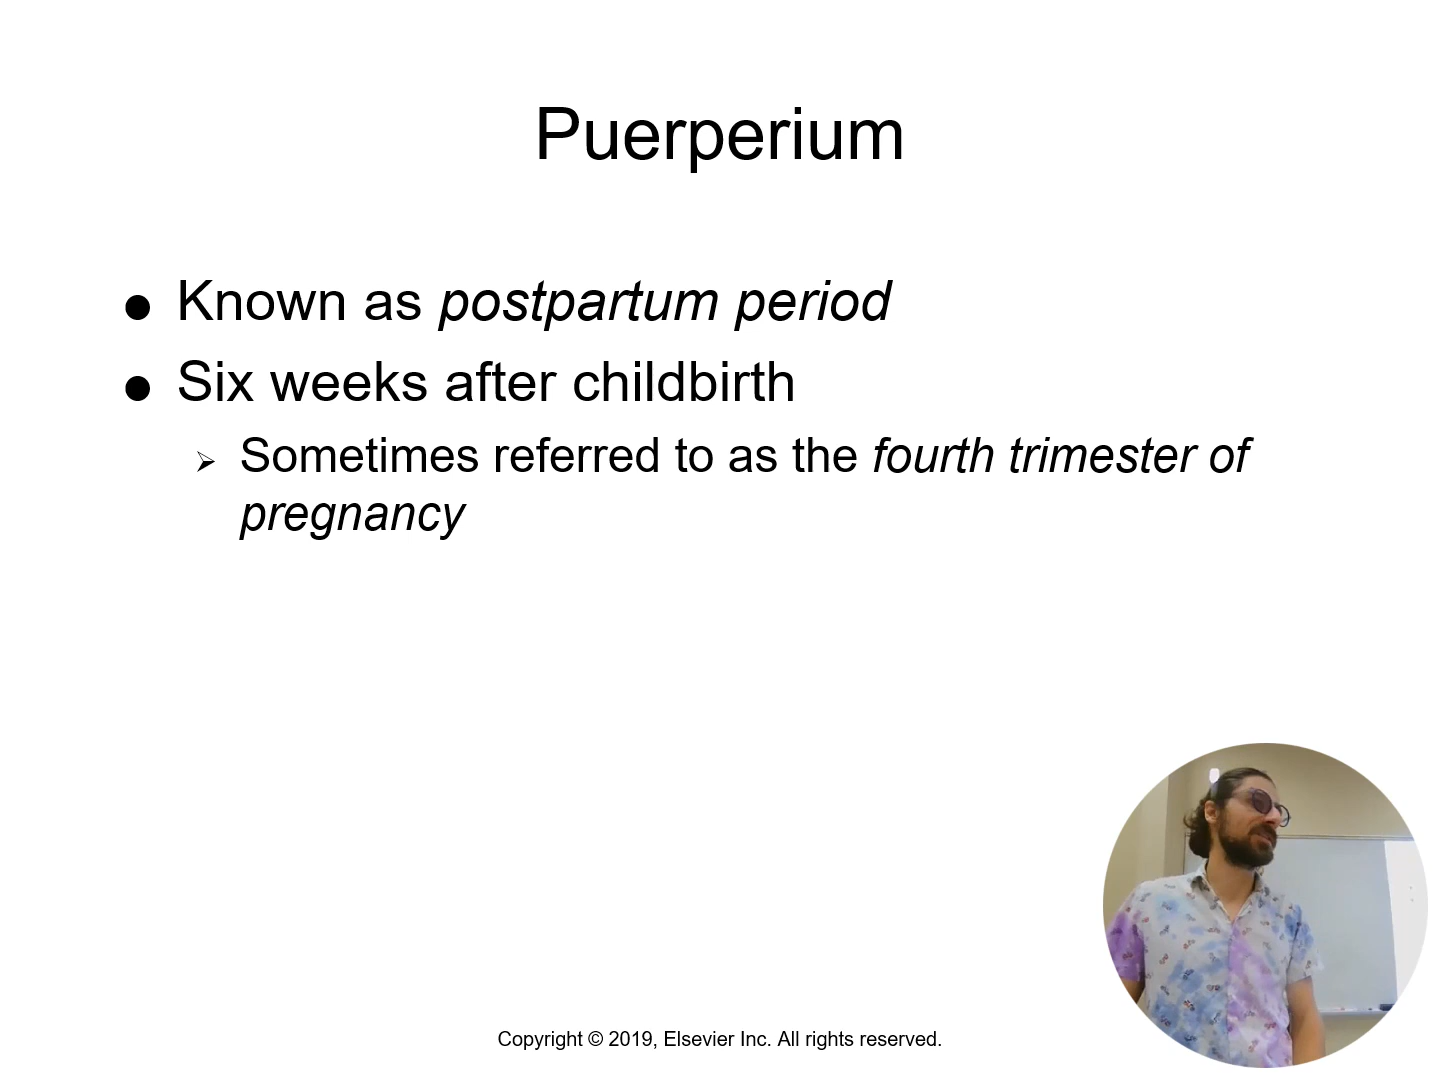 Puerperium
● Known as postpartum period
● Six weeks after childbirth
➢ Sometimes referred to as the fourth trimester of
pregnancy
Copyright © 2019, Elsevier Inc. All rights reserved.